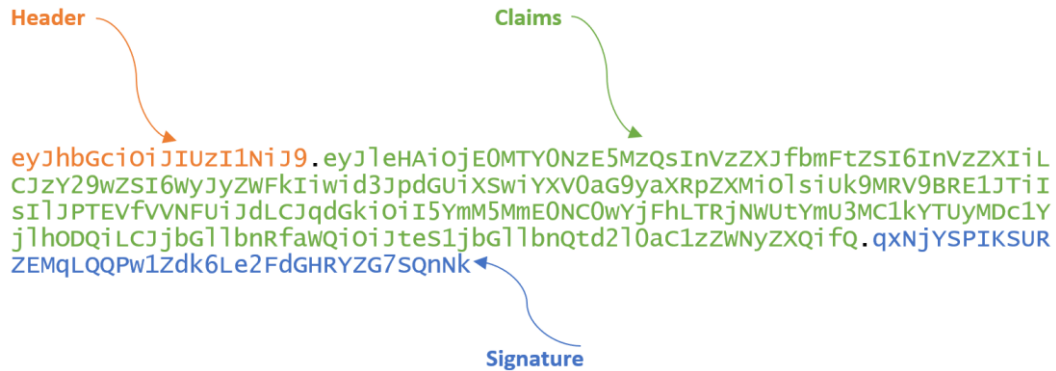 Header
Claims
eyJhbGciOiJIUzI1NiJ9.eyJleHAiOjE0MTY0NzE5MzQsInVzZXJfbmFtZSI6InVzZXIiL
CJzY29wZSI6WyJyZWFkIiwid3JpdGUiXSwiYXV0aG9yaXRpZXMiOlsiUk9MRV9BRE1JTiI
sIlJPTEVfVVNFUiJdLCJqdGkiOiI5YmM5MmE0NC0wYjFhLTRjNWUtYmU3MC1kYTUyMDc1Y
jlhODQiLCJjbGllbnRfaWQiOiJteS1jbGllbnQtd2l0aC1zZWNyZXQifQ.qxNjYSPIKSUR
ZEMqLQQPw1Zdk6Le2FdGHRYZG7SQnNk
Signature